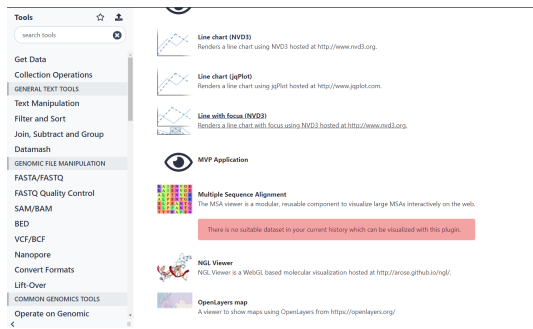 Tools
search tools
Get Data
Collection Operations
GENERAL TEXT TOOLS
Text Manipulation
Filter and Sort
Join, Subtract and Group
Datamash
GENOMIC FILE MANIPULATION
FASTA/FASTQ
FASTQ Quality Control
SAM/BAM
BED
VCF/BCF
Nanopore
Convert Formats
Lift-Over
COMMON GENOMICS TOOLS
Operate on Genomic
Line chart (NVD3)
Renders a line chart using NVD3 hosted at http://www.nvd3.org.
Line chart (jqPlot)
Renders a line chart using jqPlot hosted at http://www.jqplot.com.
Line with focus (NVD3)
Renders a line chart with focus using NVD3 hosted at http://www.nvd3.org.
MVP Application
Multiple Sequence Alignment
The MSA viewer is a modular, reusable component to visualize large MSAs interactively on the web.
There is no suitable dataset in your current history which can be visualized with this plugin.
NGL Viewer
NGL Viewer is a WebGL based molecular visualization hosted at http://arose.github.io/ngl/.
OpenLayers map
A viewer to show maps using OpenLayers from https://openlayers.org/